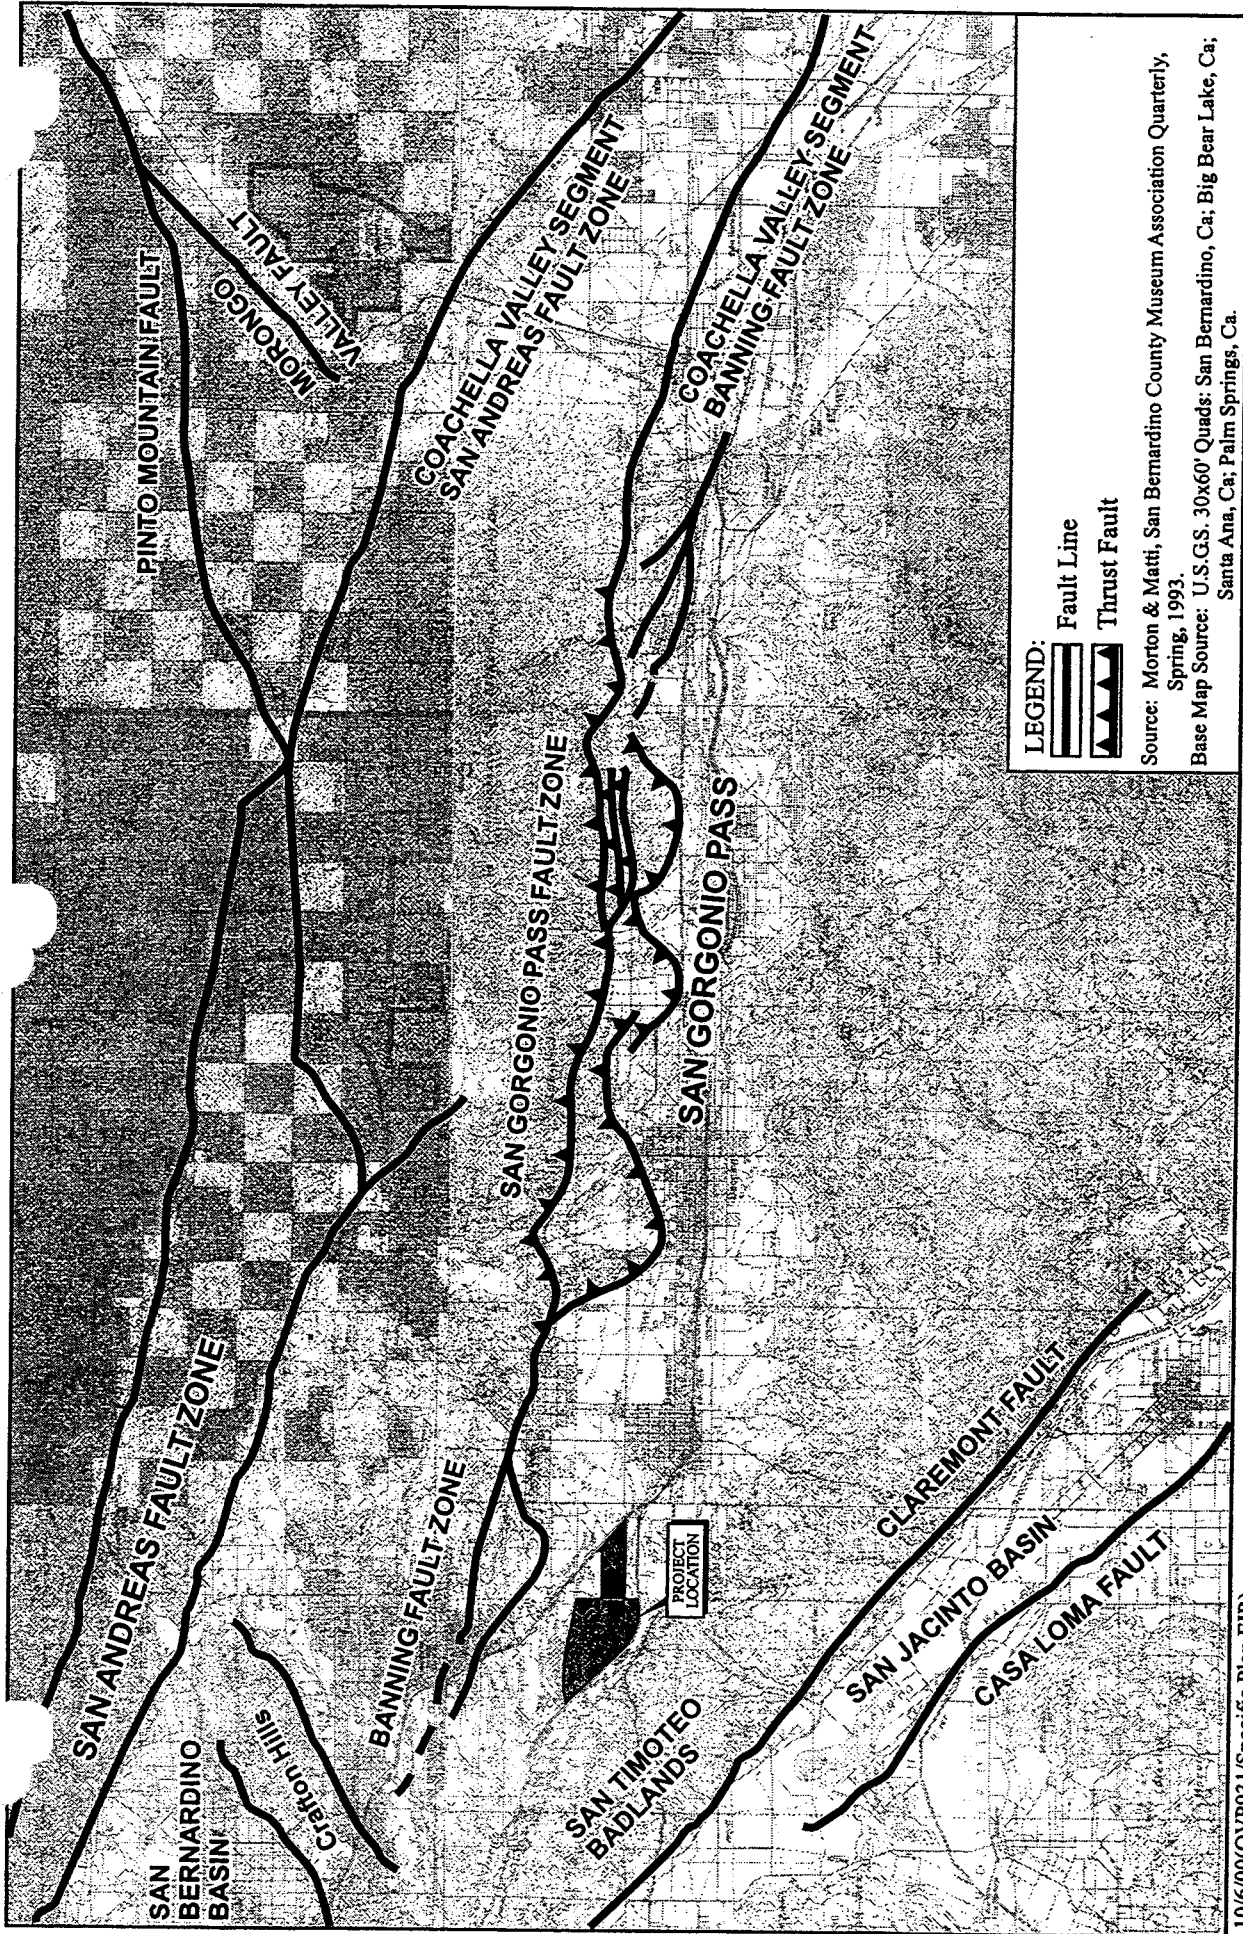 SAN ANDREAS FAULT ZONE
SAN
BERNARDINO
BASIN
Crafton Hills
BANNING FAULT ZONE
PINTO MOUNTAIN FAULT
MORONGO
VALLEY FAULT
COACHELLA VALLEY SEGMENT
SAN ANDREAS FAULT ZONE
SAN GORGONIO PASS FAULT ZONE
COACHELLA VALLEY SEGMENT
BANNING FAULT ZONE
SAN GORGONIO PASS
PROJECT
LOCATION
SAN TIMOTEO
BADLANDS
CLAREMONT FAULT
SAN JACINTO BASIN
CASA LOMA FAULT
LEGEND:
Fault Line
Thrust Fault
Source: Morton & Matti, San Bernardino County Museum Association Quarterly,
Spring, 1993.
Base Map Source: U.S.G.S. 30x60' Quads: San Bernardino, Ca; Big Bear Lake, Ca;
Santa Ana, Ca; Palm Springs, Ca.